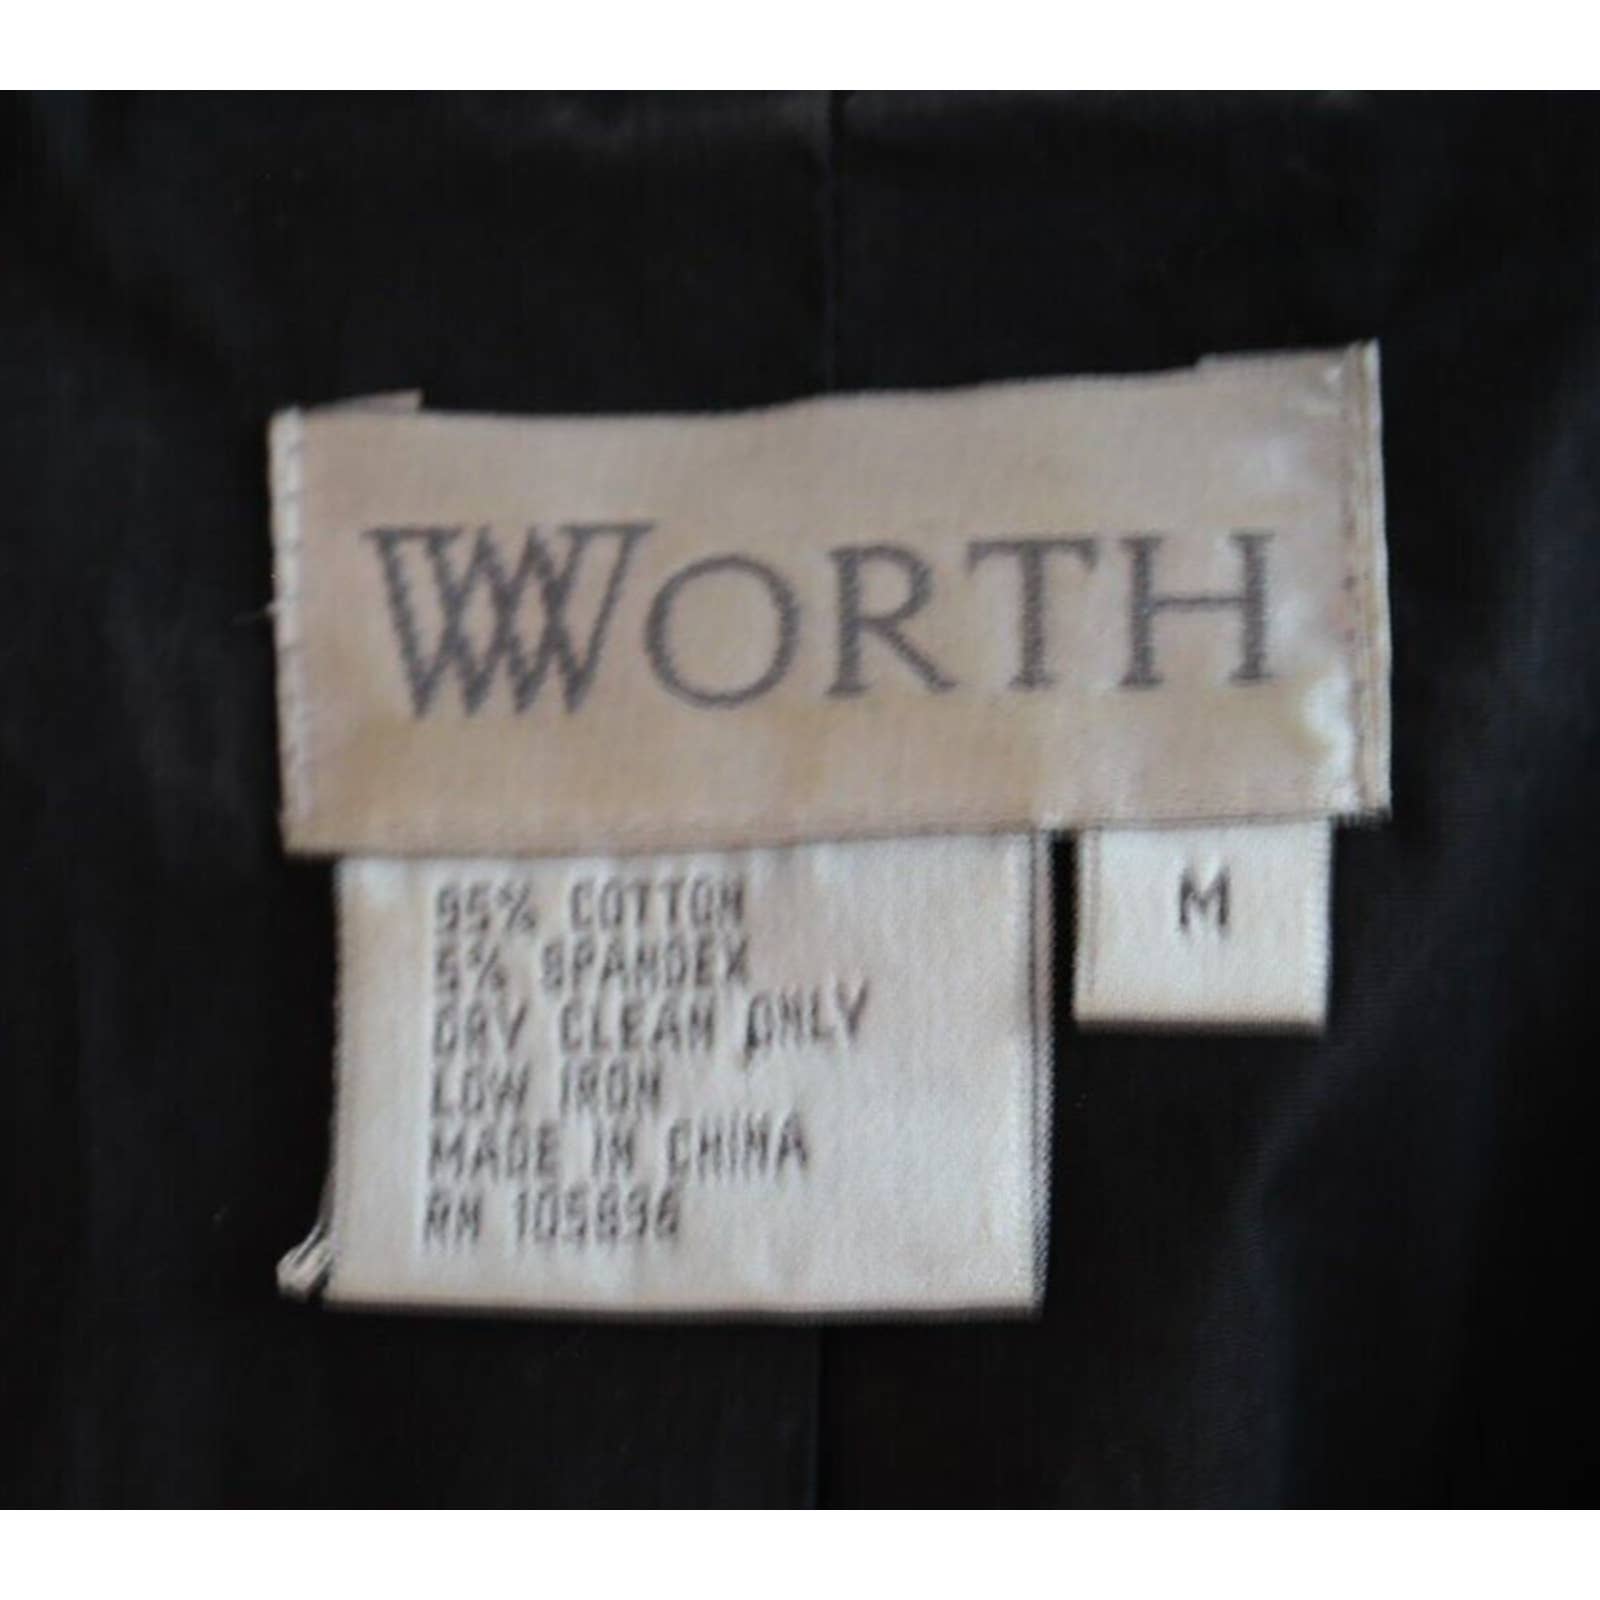 WORTH
M
95% COTTON
5% SPANDEX
DRY CLEAN ONLY
LOW IRON
MADE IN CHINA
RN 105896